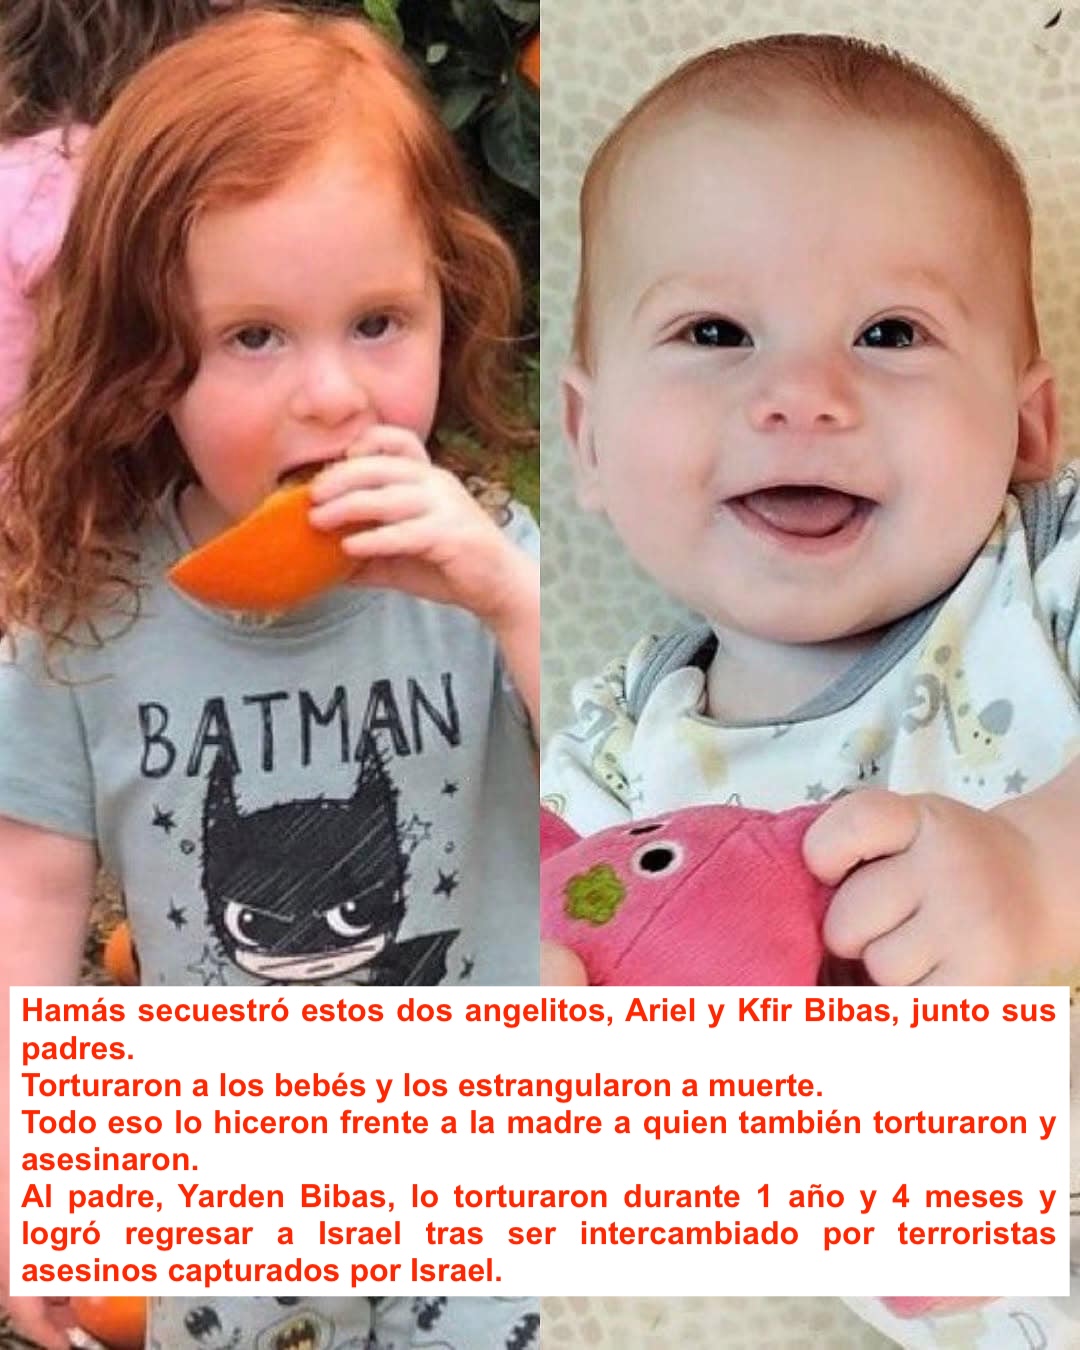 BATMAN
Hamás secuestró estos dos angelitos, Ariel y Kfir Bibas, junto sus
padres.
Torturaron a los bebés y los estrangularon a muerte.
Todo eso lo hiceron frente a la madre a quien también torturaron y
asesinaron.
Al padre, Yarden Bibas, lo torturaron durante 1 año y 4 meses y
logró regresar a Israel tras ser intercambiado por terroristas
asesinos capturados por Israel.